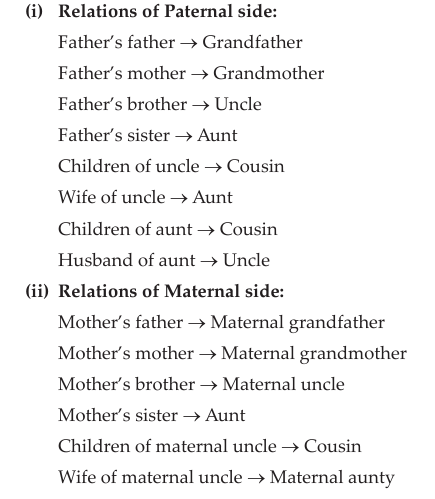 (i) Relations of Paternal side:
Father’s father → Grandfather
Father’s mother → Grandmother
Father’s brother → Uncle
Father’s sister → Aunt
Children of uncle → Cousin
Wife of uncle → Aunt
Children of aunt → Cousin
Husband of aunt → Uncle
(ii) Relations of Maternal side:
Mother’s father → Maternal grandfather
Mother’s mother → Maternal grandmother
Mother’s brother → Maternal uncle
Mother’s sister → Aunt
Children of maternal uncle → Cousin
Wife of maternal uncle → Maternal aunty